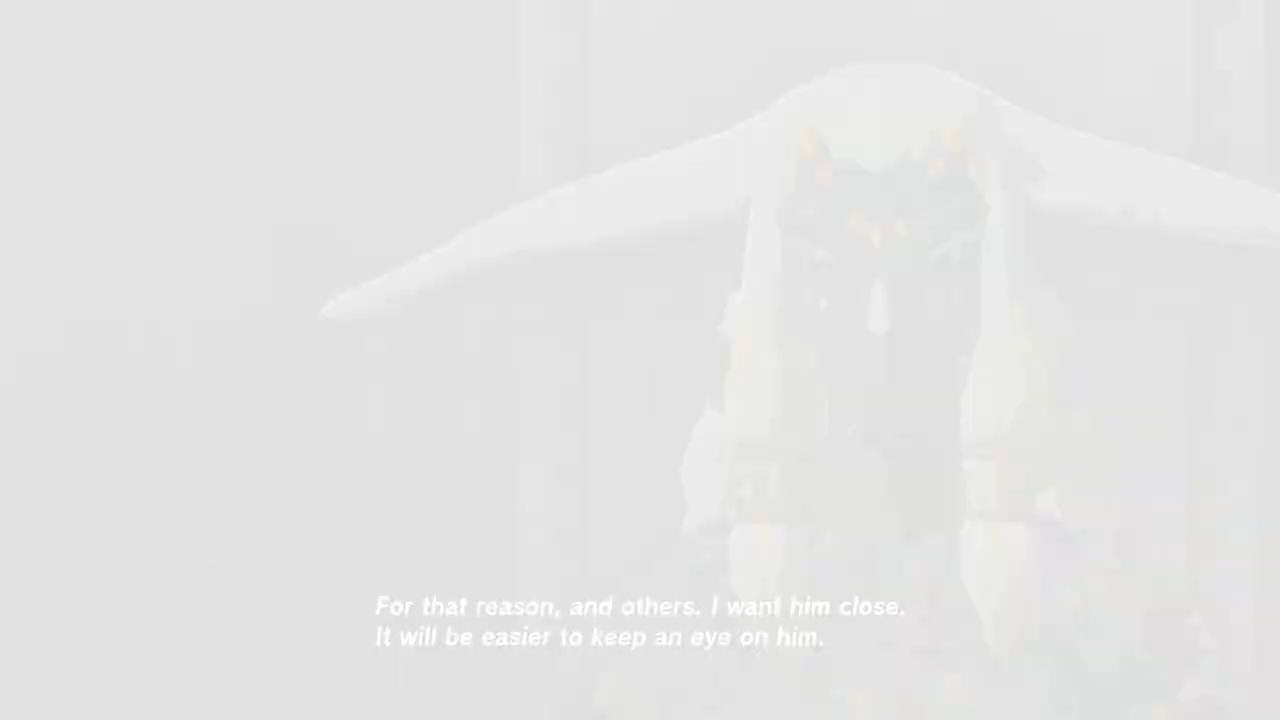 For that reason, and others. I want him close.
It will be easier to keep an eye on him.